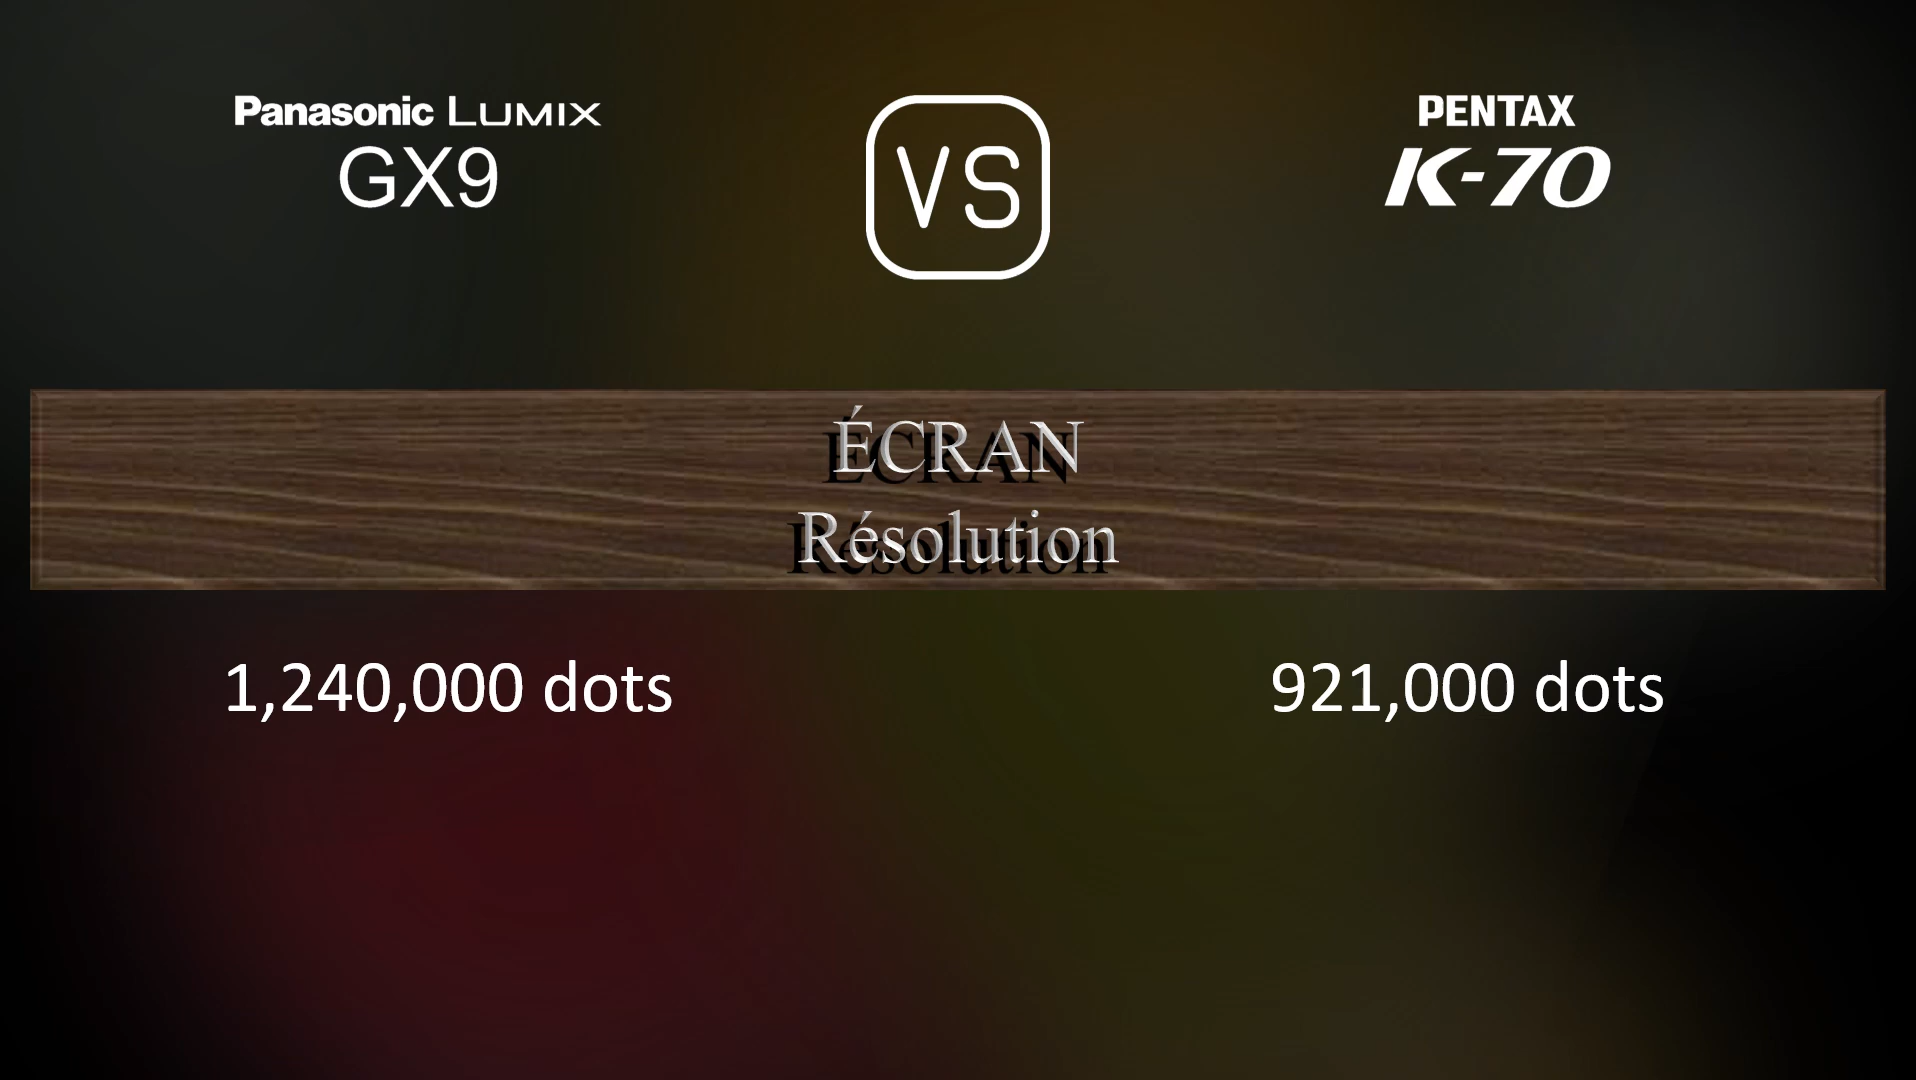 Panasonic LUMIX
GX9
VS
PENTAX
K-70
ÉCRAN
Résolution
1,240,000 dots
921,000 dots